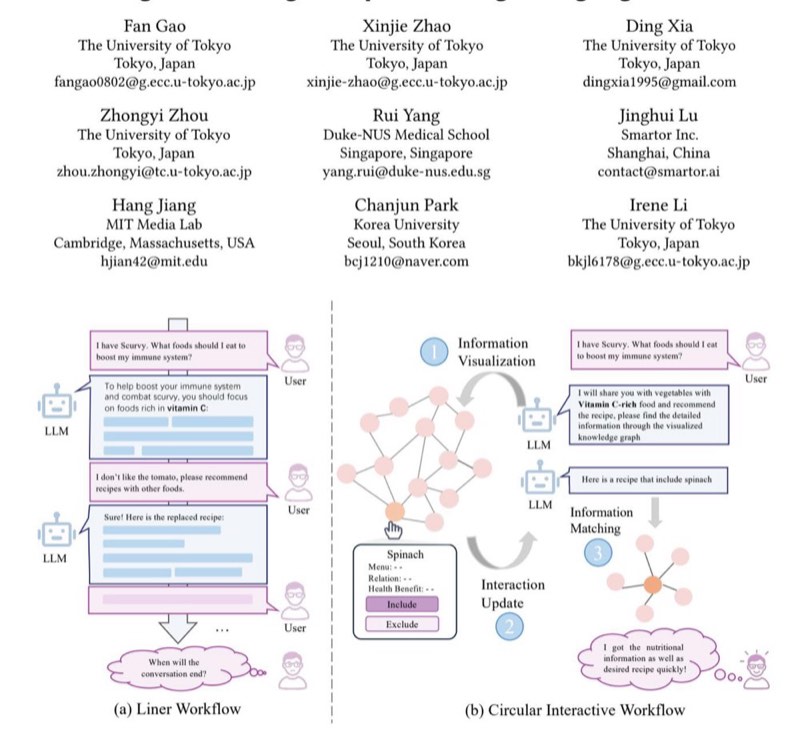 Fan Gao
The University of Tokyo
Tokyo, Japan
fangao0802@g.ecc.u-tokyo.ac.jp
Xinjie Zhao
The University of Tokyo
Tokyo, Japan
xinjie-zhao@g.ecc.u-tokyo.ac.jp
Ding Xia
The University of Tokyo
Tokyo, Japan
dingxia1995@gmail.com
Zhongyi Zhou
The University of Tokyo
Tokyo, Japan
zhou.zhongyi@tc.u-tokyo.ac.jp
Rui Yang
Duke-NUS Medical School
Singapore, Singapore
yang.rui@duke-nus.edu.sg
Jinghui Lu
Smartor Inc.
Shanghai, China
contact@smartor.ai
Hang Jiang
MIT Media Lab
Cambridge, Massachusetts, USA
hjian42@mit.edu
Chanjun Park
Korea University
Seoul, South Korea
bcj1210@naver.com
Irene Li
The University of Tokyo
Tokyo, Japan
bkjl6178@g.ecc.u-tokyo.ac.jp
I have Scurvy. What foods should I eat to
boost my immune system?
User
To help boost your immune system
and combat scurvy, you should focus
on foods rich in vitamin C:
LLM
I don't like the tomato, please recommend
recipes with other foods.
User
Sure! Here is the replaced recipe:
LLM
User
...
When will the
conversation end?
(a) Liner Workflow
1
Information
Visualization
I have Scurvy. What foods should I eat
to boost my immune system?
User
I will share you with vegetables with
Vitamin C-rich food and recommend
the recipe, please find the detailed
information through the visualized
knowledge graph
LLM
Here is a recipe that include spinach
LLM
Spinach
Menu: - -
Relation: - -
Health Benefit: - -
Include
Exclude
Interaction
Update
2
Information
Matching
3
I got the nutritional
information as well as
desired recipe quickly!
(b) Circular Interactive Workflow